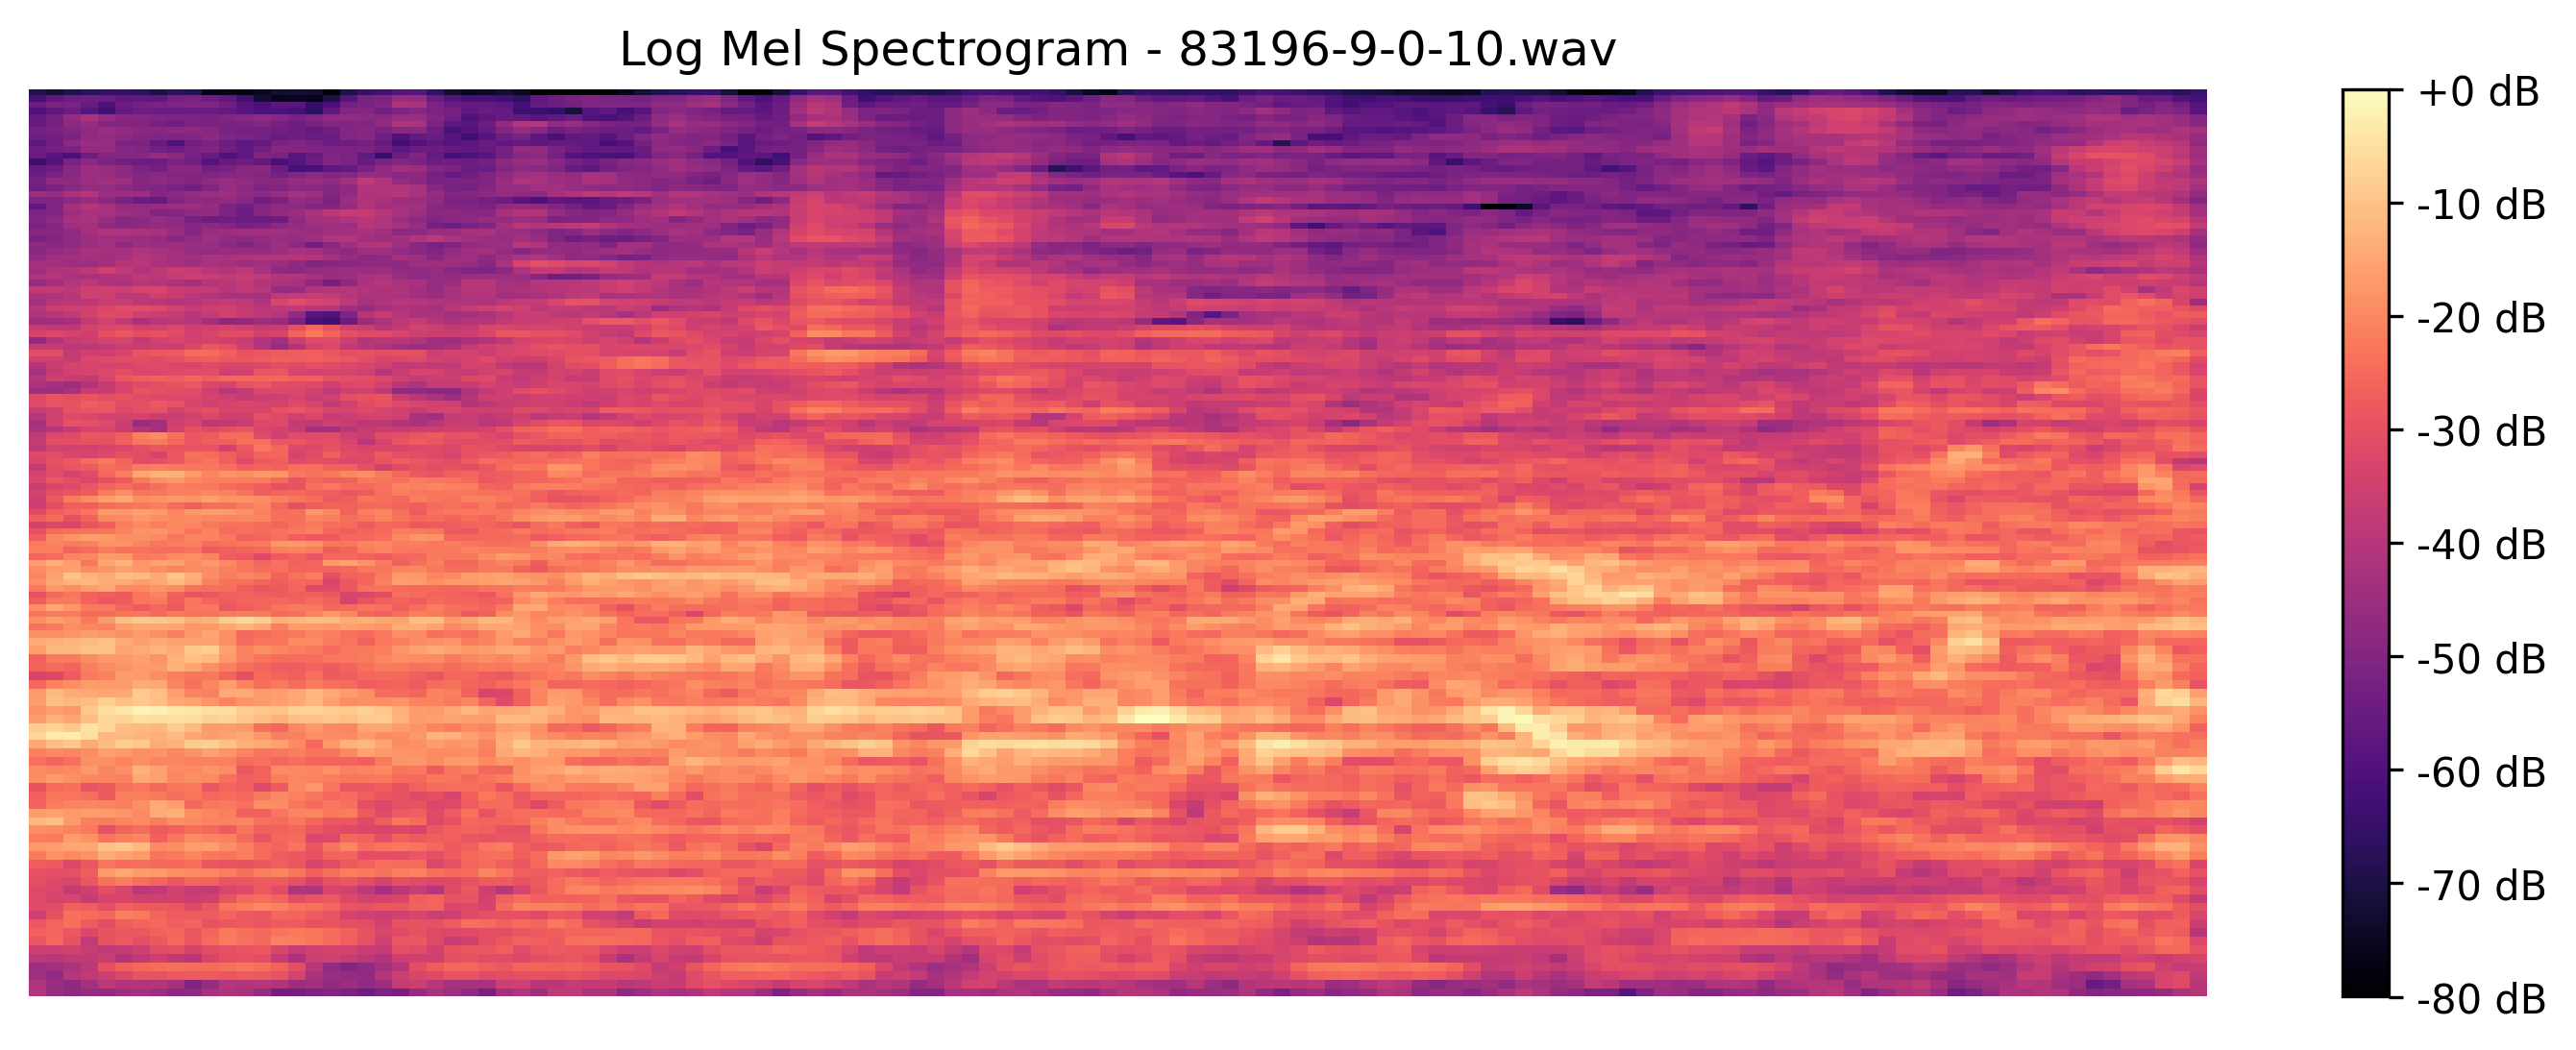 Log Mel Spectrogram - 83196-9-0-10.wav
+0 dB
-10 dB
-20 dB
-30 dB
-40 dB
-50 dB
-60 dB
-70 dB
-80 dB